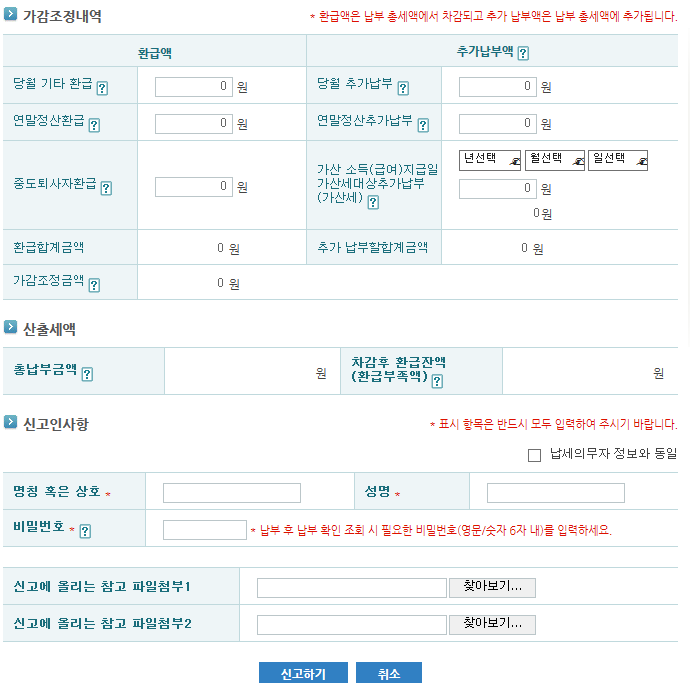 가감조정내역
* 환급액은 납부 총세액에서 차감되고 추가 납부액은 납부 총세액에 추가됩니다.
환급액 추가납부액 ?
당월 기타 환급 ? 0 원 당월 추가납부 ? 0 원
연말정산환급 ? 0 원 연말정산추가납부 ? 0 원
중도퇴사자환급 ? 0 원
가산 소득(급여)지급일
가산세대상추가납부
(가산세) ?
년선택 월선택 일선택
0 원
0원
환급합계금액 0 원 추가 납부할합계금액 0 원
가감조정금액 ? 0 원
산출세액
총납부금액 ? 원
차감후 환급잔액
(환급부족액) ?
원
신고인사항
* 표시 항목은 반드시 모두 입력하여 주시기 바랍니다.
납세의무자 정보와 동일
명칭 혹은 상호 * 성명 *
비밀번호 * ? * 납부 후 납부 확인 조회 시 필요한 비밀번호(영문/숫자 6자 내)를 입력하세요.
신고에 올리는 참고 파일첨부1 찾아보기...
신고에 올리는 참고 파일첨부2 찾아보기...
신고하기 취소